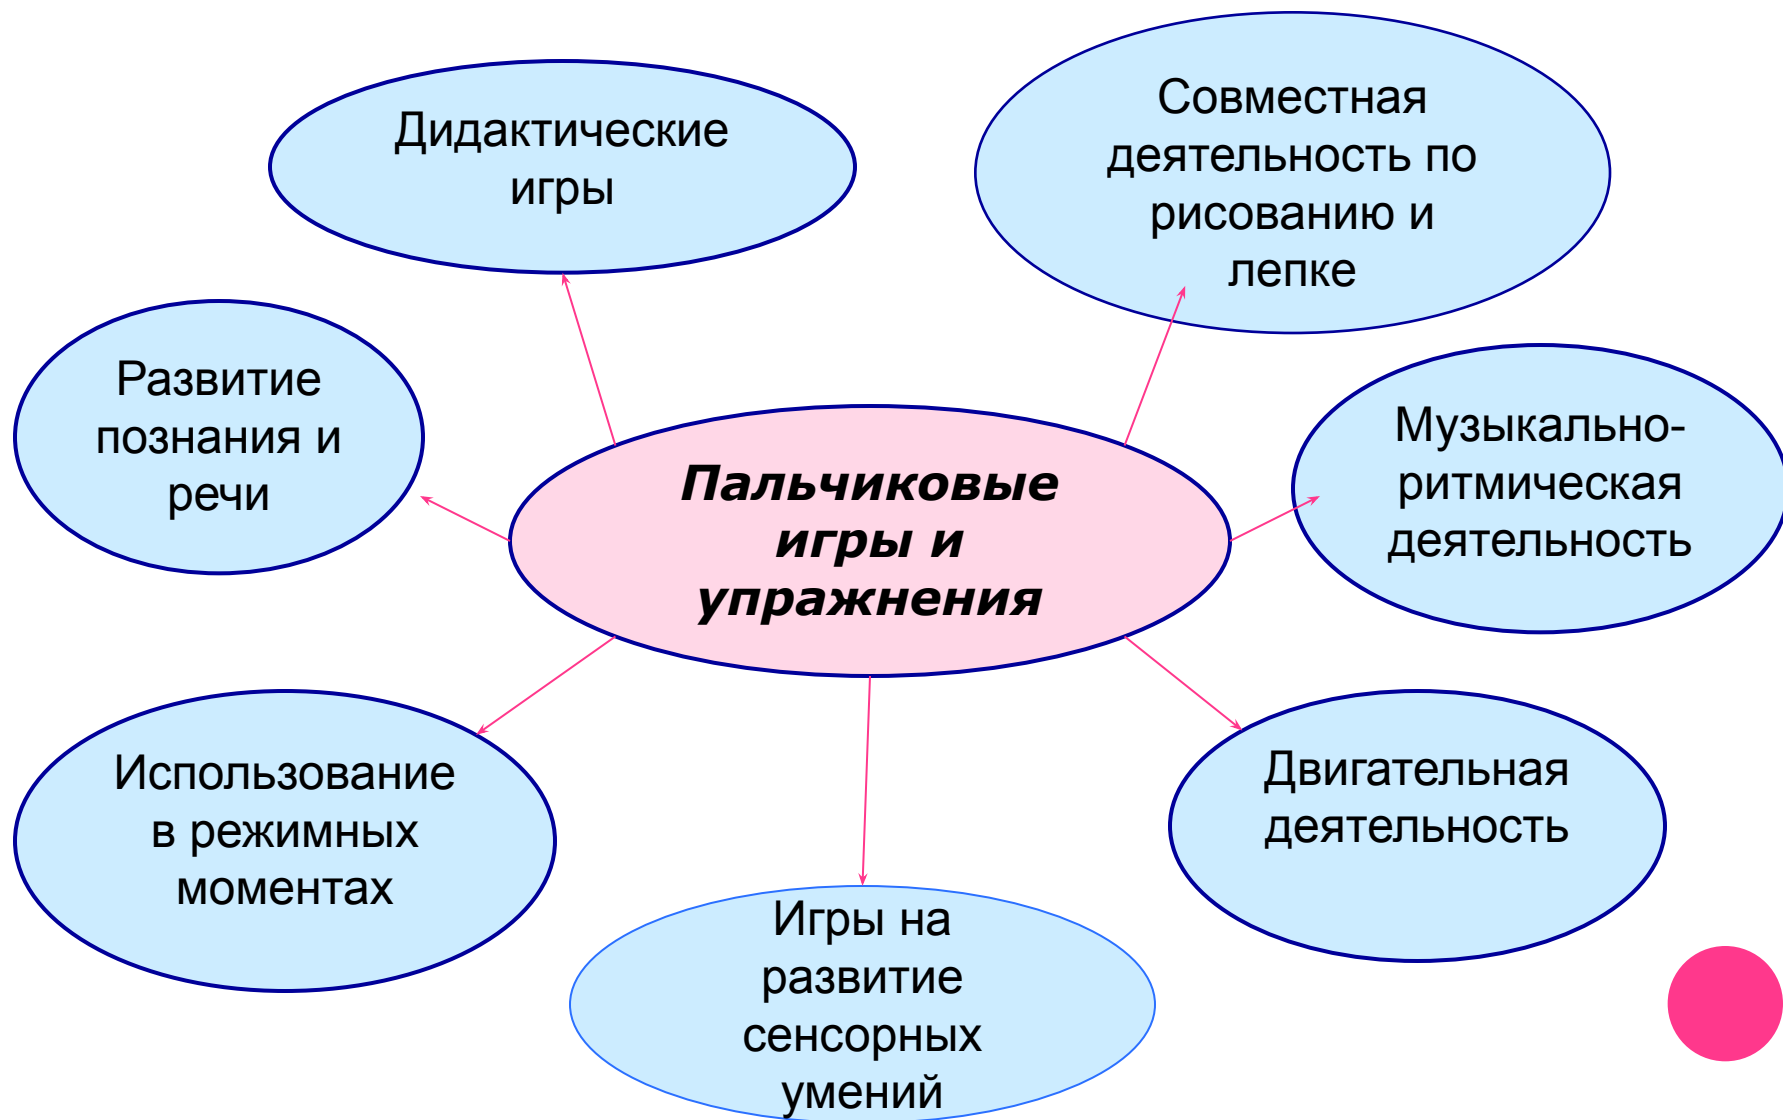 Дидактические
игры
Совместная
деятельность по
рисованию и
лепке
Развитие
познания и
речи
Музыкально-
ритмическая
деятельность
Пальчиковые
игры и
упражнения
Использование
в режимных
моментах
Двигательная
деятельность
Игры на
развитие
сенсорных
умений